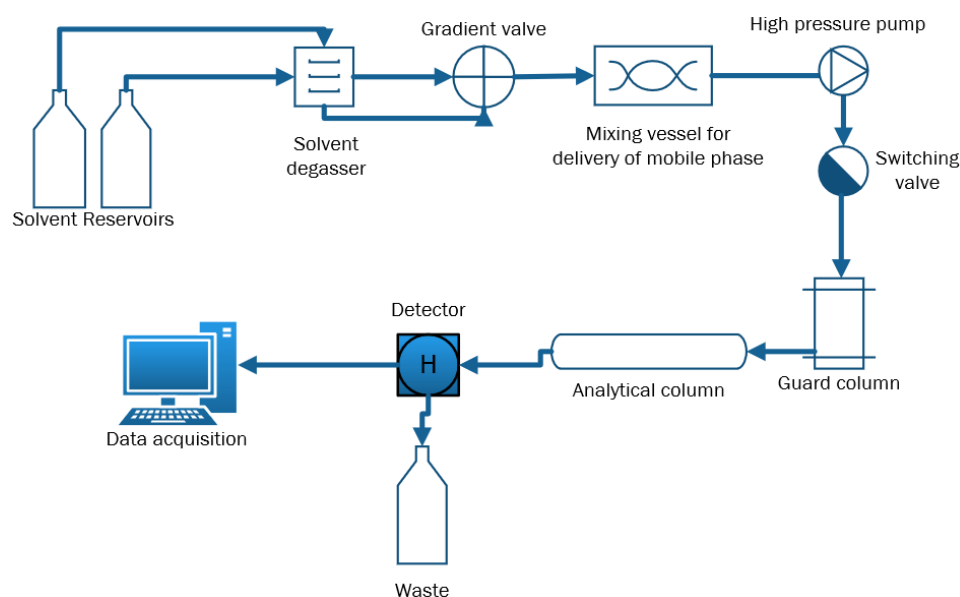 High pressure pump
Gradient valve
Solvent
degasser
Mixing vessel for
delivery of mobile phase
Switching
valve
Solvent Reservoirs
Detector
H
Analytical column
Guard column
Data acquisition
Waste